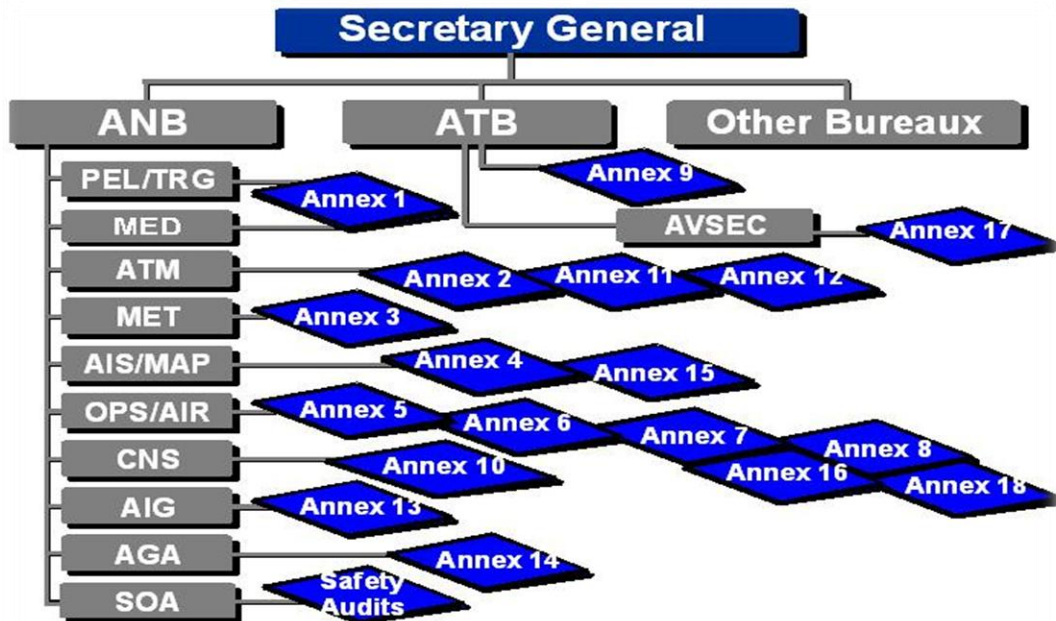 Secretary General
ANB
ATB
Other Bureaux
PEL/TRG
Annex 1
Annex 9
MED
AVSEC
Annex 17
ATM
Annex 2
Annex 11
Annex 12
MET
Annex 3
AIS/MAP
Annex 4
Annex 15
OPS/AIR
Annex 5
Annex 6
Annex 7
Annex 8
CNS
Annex 10
Annex 16
Annex 18
AIG
Annex 13
AGA
Annex 14
SOA
Safety
Audits